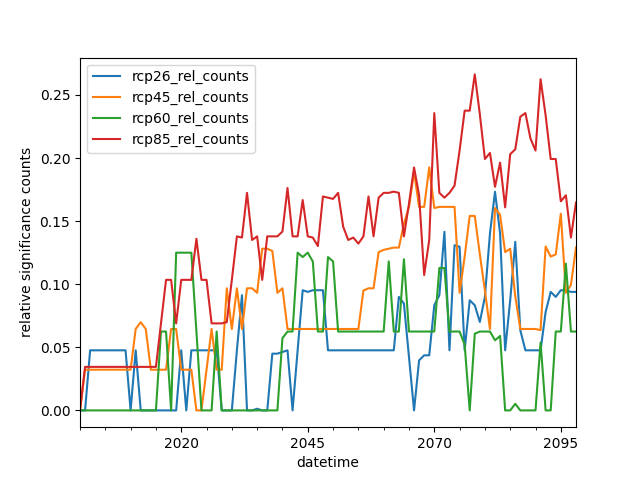 rcp26_rel_counts
rcp45_rel_counts
rcp60_rel_counts
rcp85_rel_counts
0.25
0.20
0.15
0.10
0.05
0.00
relative significance counts
2020 2045 2070 2095
datetime